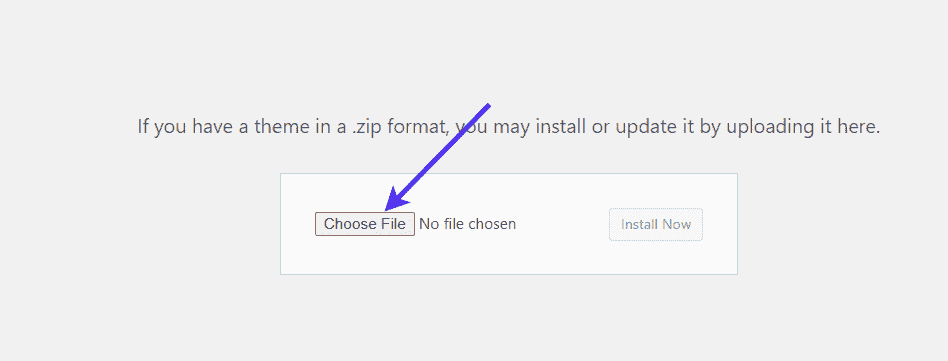 If you have a theme in a .zip format, you may install or update it by uploading it here.
Choose File No file chosen Install Now